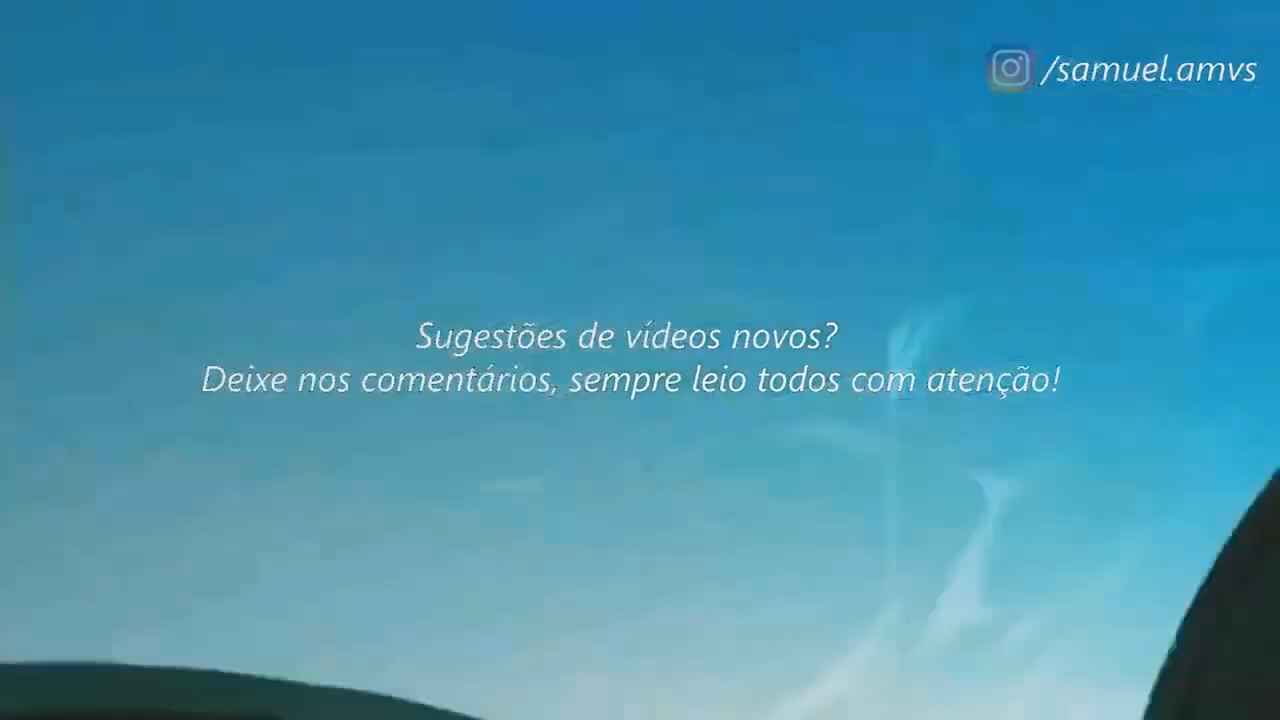 /samuel.amvs
Sugestões de vídeos novos?
Deixe nos comentários, sempre leio todos com atenção!